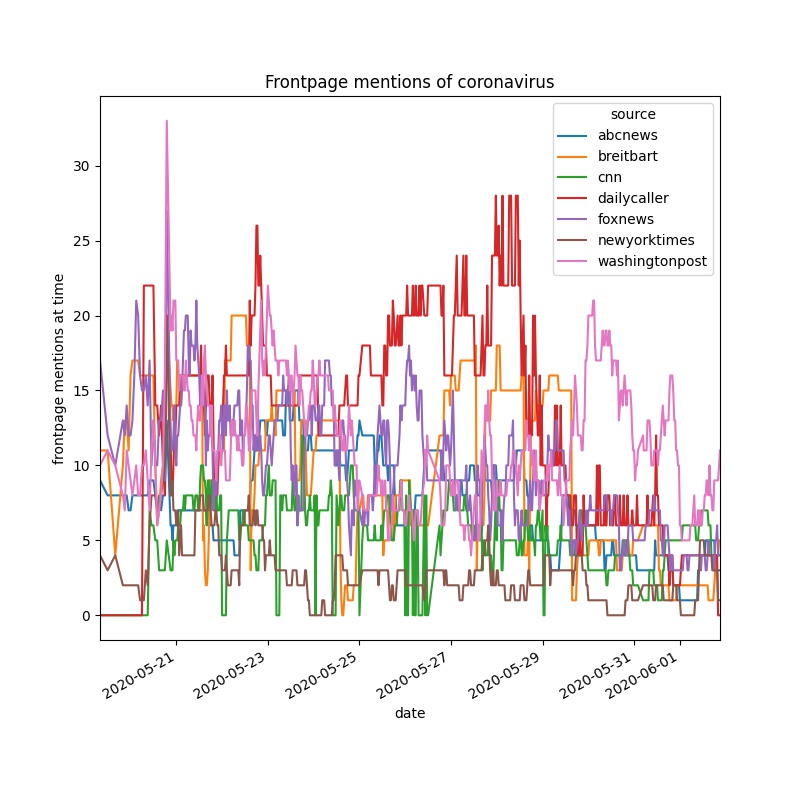 Frontpage mentions of coronavirus
source
abcnews
breitbart
cnn
dailycaller
foxnews
newyorktimes
washingtonpost
frontpage mentions at time
30
25
20
15
10
5
0
2020-05-21
2020-05-23
2020-05-25
2020-05-27
2020-05-29
2020-05-31
2020-06-01
date